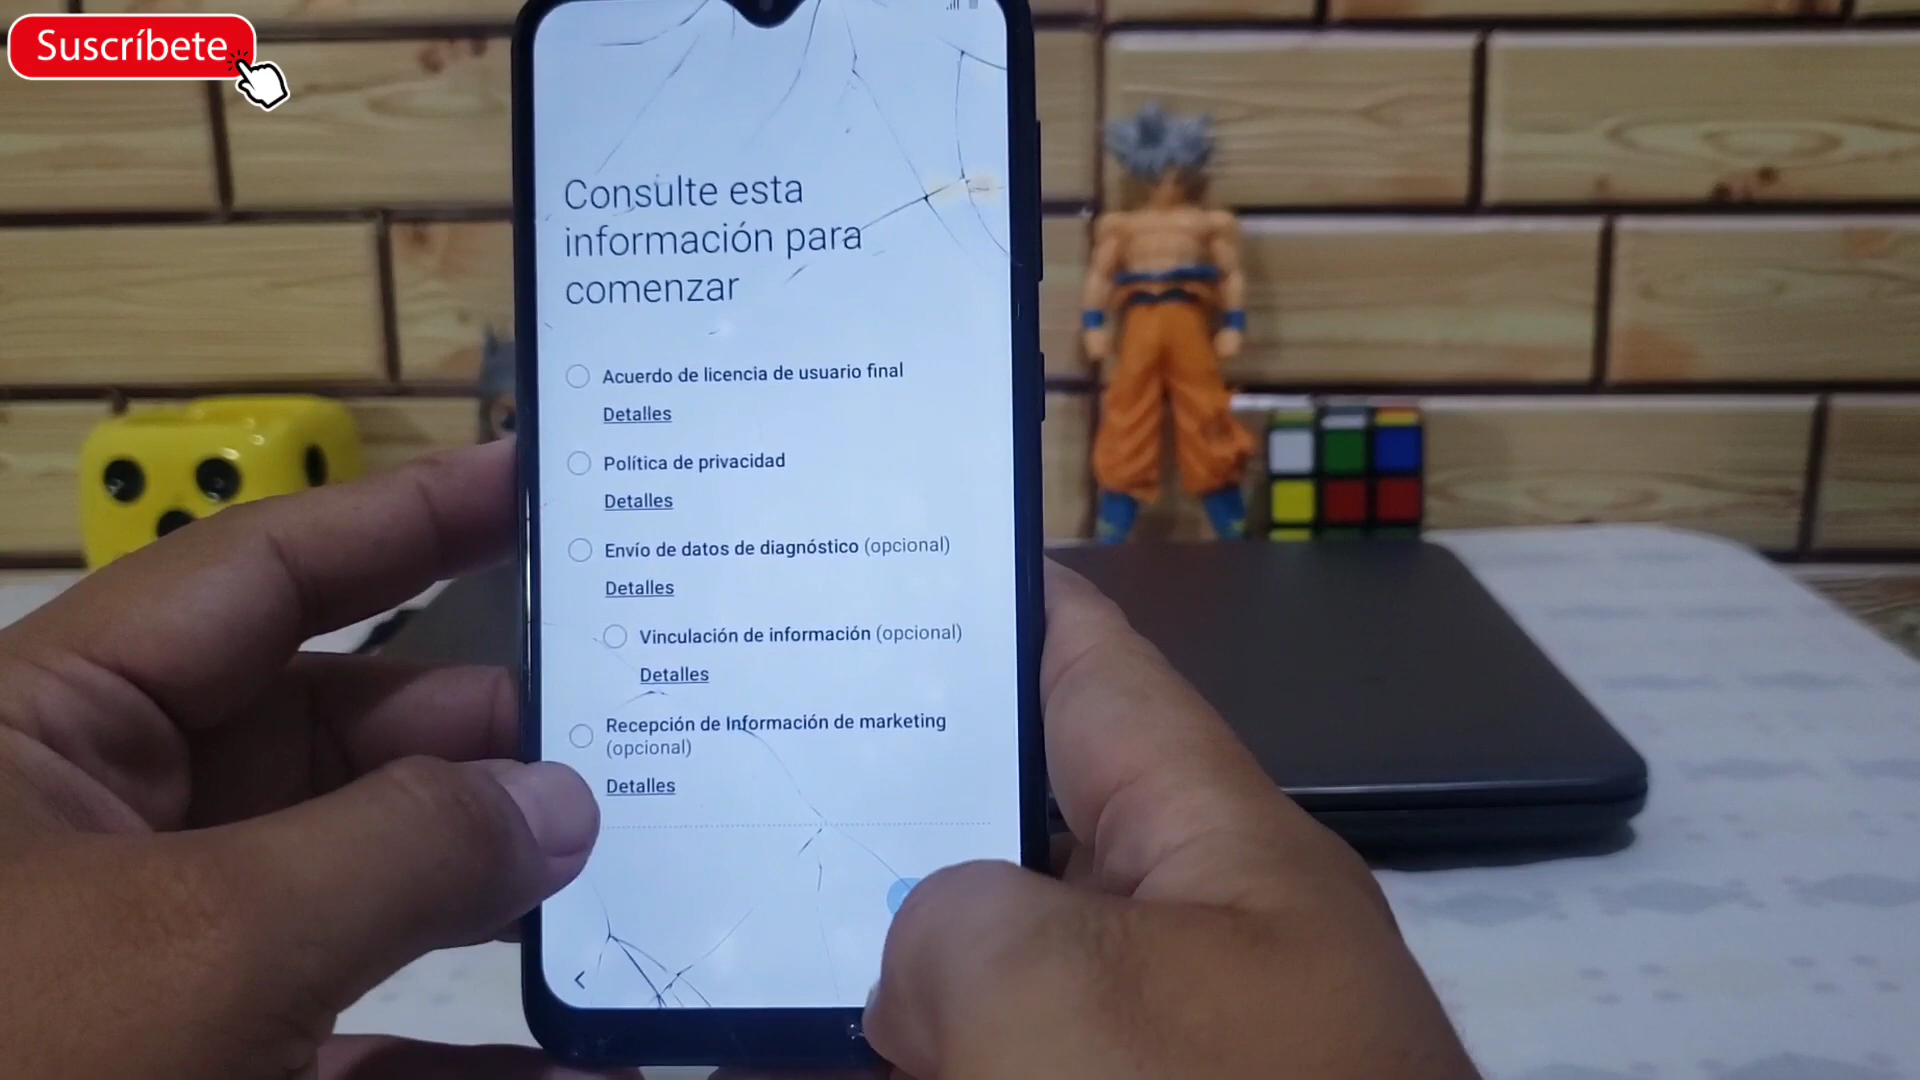 Suscríbete
Consulte esta
información para
comenzar
Acuerdo de licencia de usuario final
Detalles
Política de privacidad
Detalles
Envío de datos de diagnóstico (opcional)
Detalles
Vinculación de información (opcional)
Detalles
Recepción de Información de marketing
(opcional)
Detalles